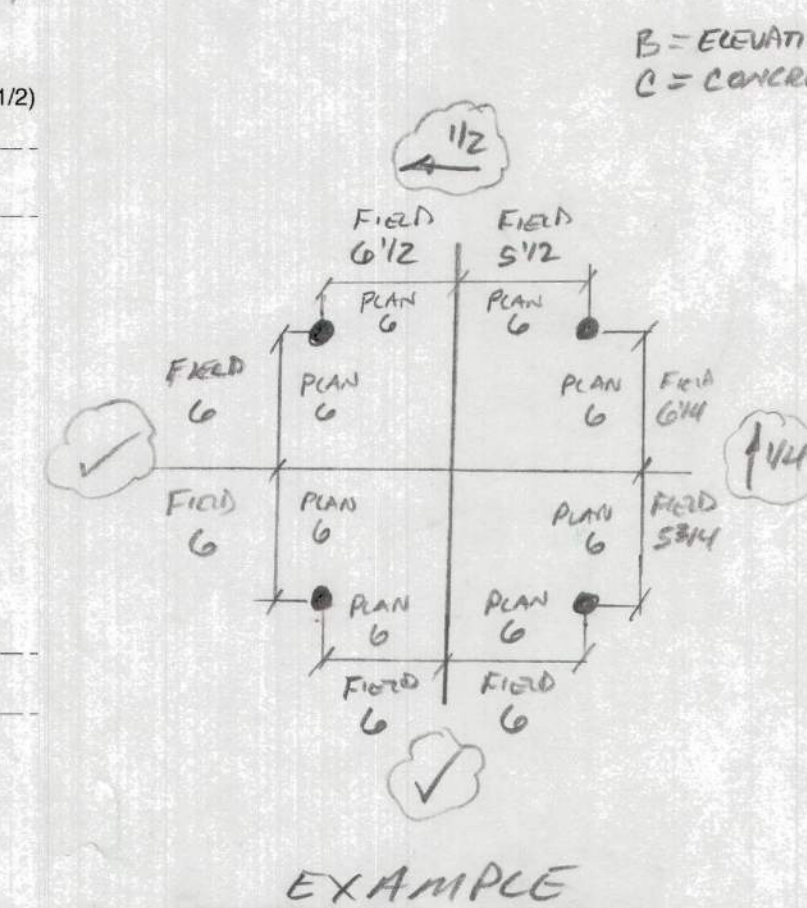 B = ELEVATI
C = CONCRE
1/2)
1/2
FIELD FIELD
6 1/2 5 1/2
PLAN PLAN
6 6
FIELD PLAN PLAN FIELD
6 6 6 6 1/4
1/4
FIELD PLAN PLAN FIELD
6 6 6 5 3/4
PLAN PLAN
6 6
FIELD FIELD
6 6
EXAMPLE